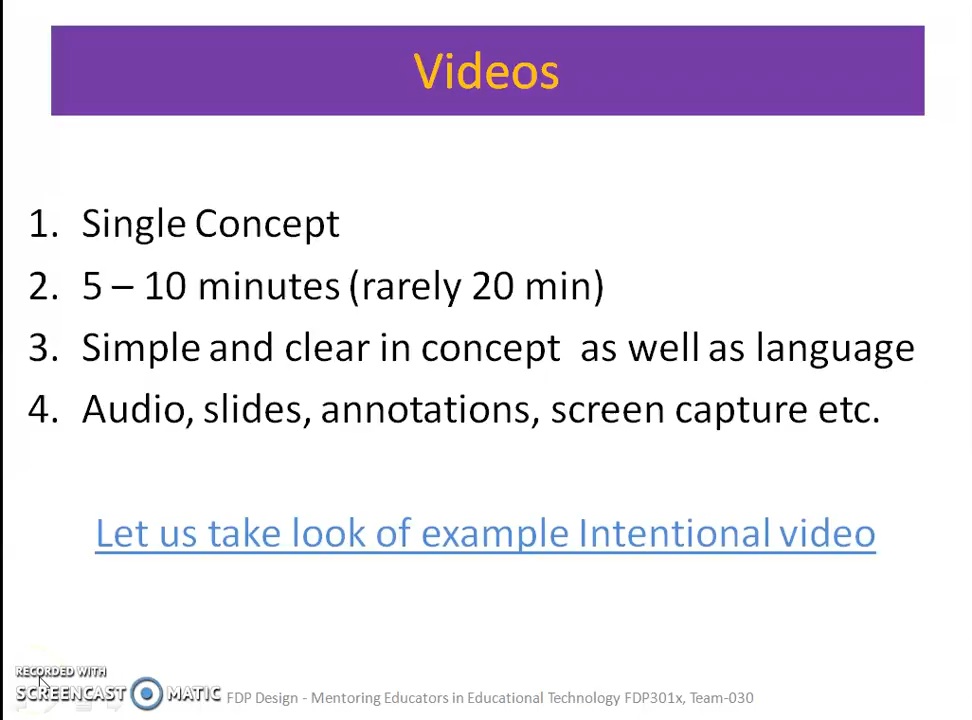 Videos
1. Single Concept
2. 5 – 10 minutes (rarely 20 min)
3. Simple and clear in concept as well as language
4. Audio, slides, annotations, screen capture etc.
Let us take look of example Intentional video
RECORDED WITH
SCREENCAST MATIC
FDP Design - Mentoring Educators in Educational Technology FDP301x, Team-030